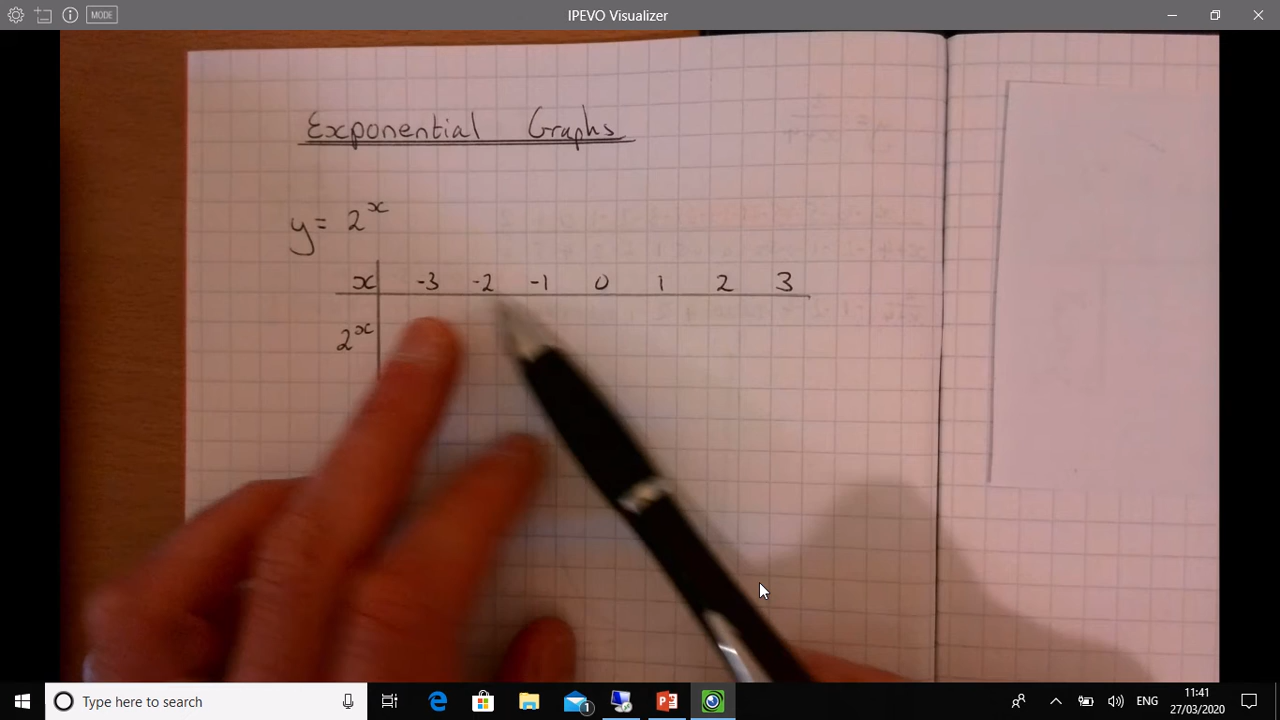 IPEVO Visualizer
MODE
Exponential Graphs
y = 2^x
x -3 -2 -1 0 1 2 3
2^x
Type here to search
1
ENG
11:41
27/03/2020